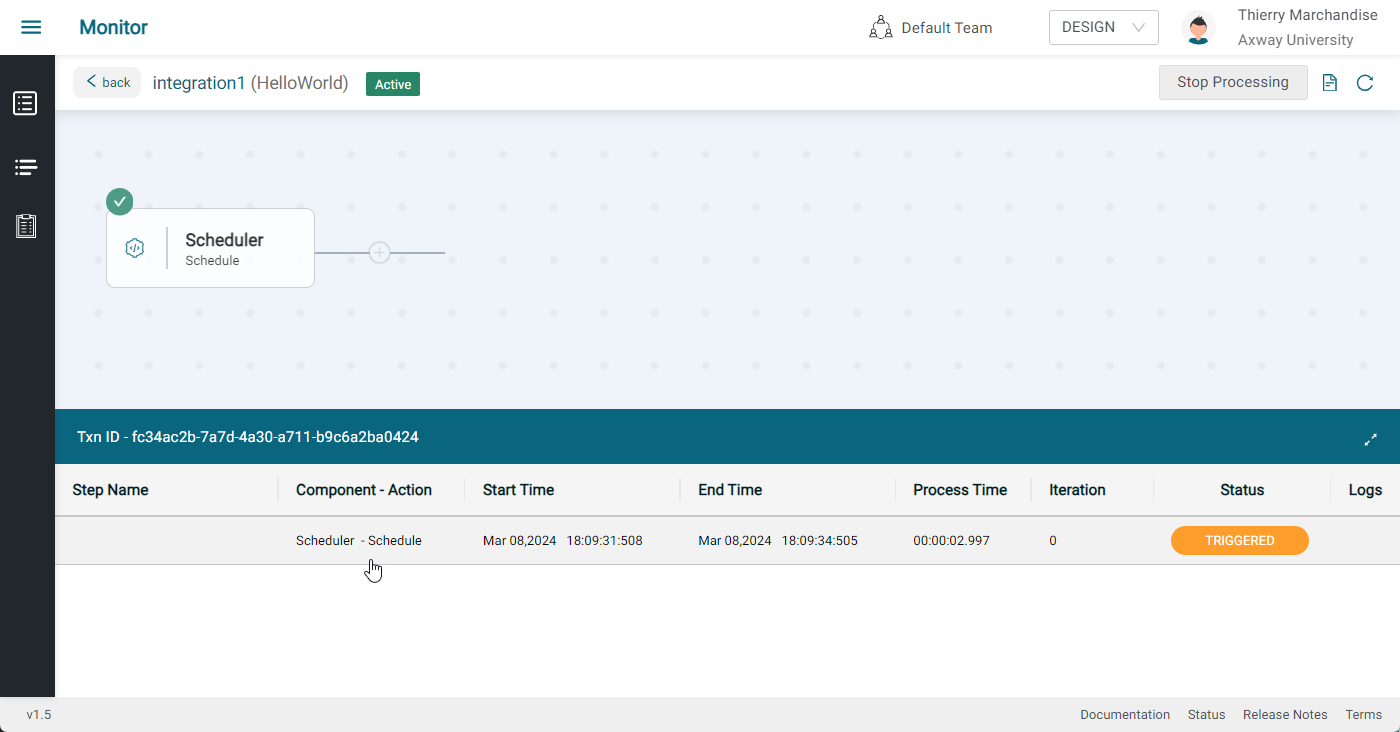 Monitor
Default Team
DESIGN
Thierry Marchandise
Axway University
back
integration1 (HelloWorld)
Active
Stop Processing
Scheduler
Schedule
Txn ID - fc34ac2b-7a7d-4a30-a711-b9c6a2ba0424
Step Name Component - Action Start Time End Time Process Time Iteration Status Logs
Scheduler - Schedule Mar 08,2024 18:09:31:508 Mar 08,2024 18:09:34:505 00:00:02.997 0 TRIGGERED
v1.5 Documentation Status Release Notes Terms